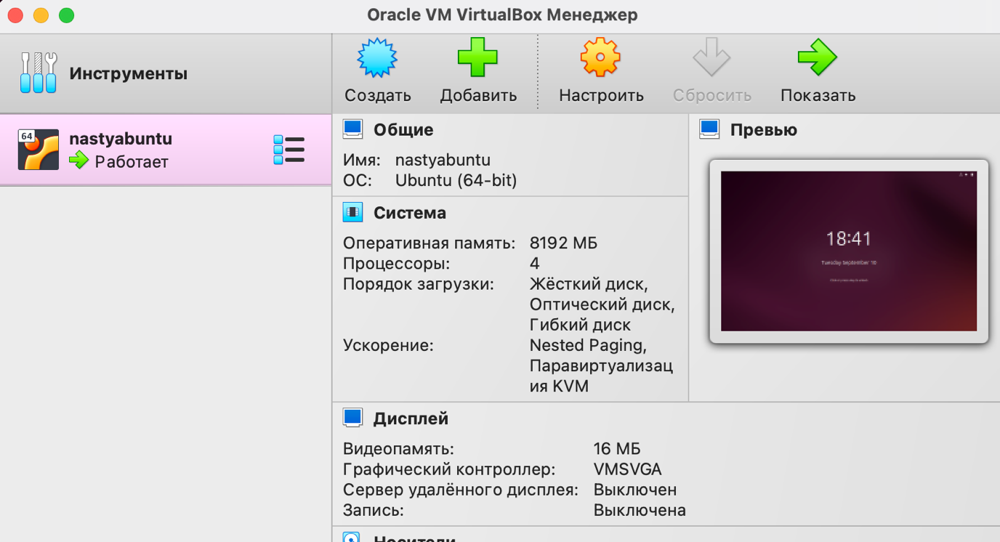 Oracle VM VirtualBox Менеджер
Инструменты
Создать
Добавить
Настроить
Сбросить
Показать
64
nastyabuntu
Работает
Общие
Имя: nastyabuntu
ОС: Ubuntu (64-bit)
Система
Оперативная память: 8192 МБ
Процессоры: 4
Порядок загрузки: Жёсткий диск,
Оптический диск,
Гибкий диск
Ускорение: Nested Paging,
Паравиртуализац
ия KVM
Превью
18:41
Tuesday September 10
Дисплей
Видеопамять: 16 МБ
Графический контроллер: VMSVGA
Сервер удалённого дисплея: Выключен
Запись: Выключена
Носители